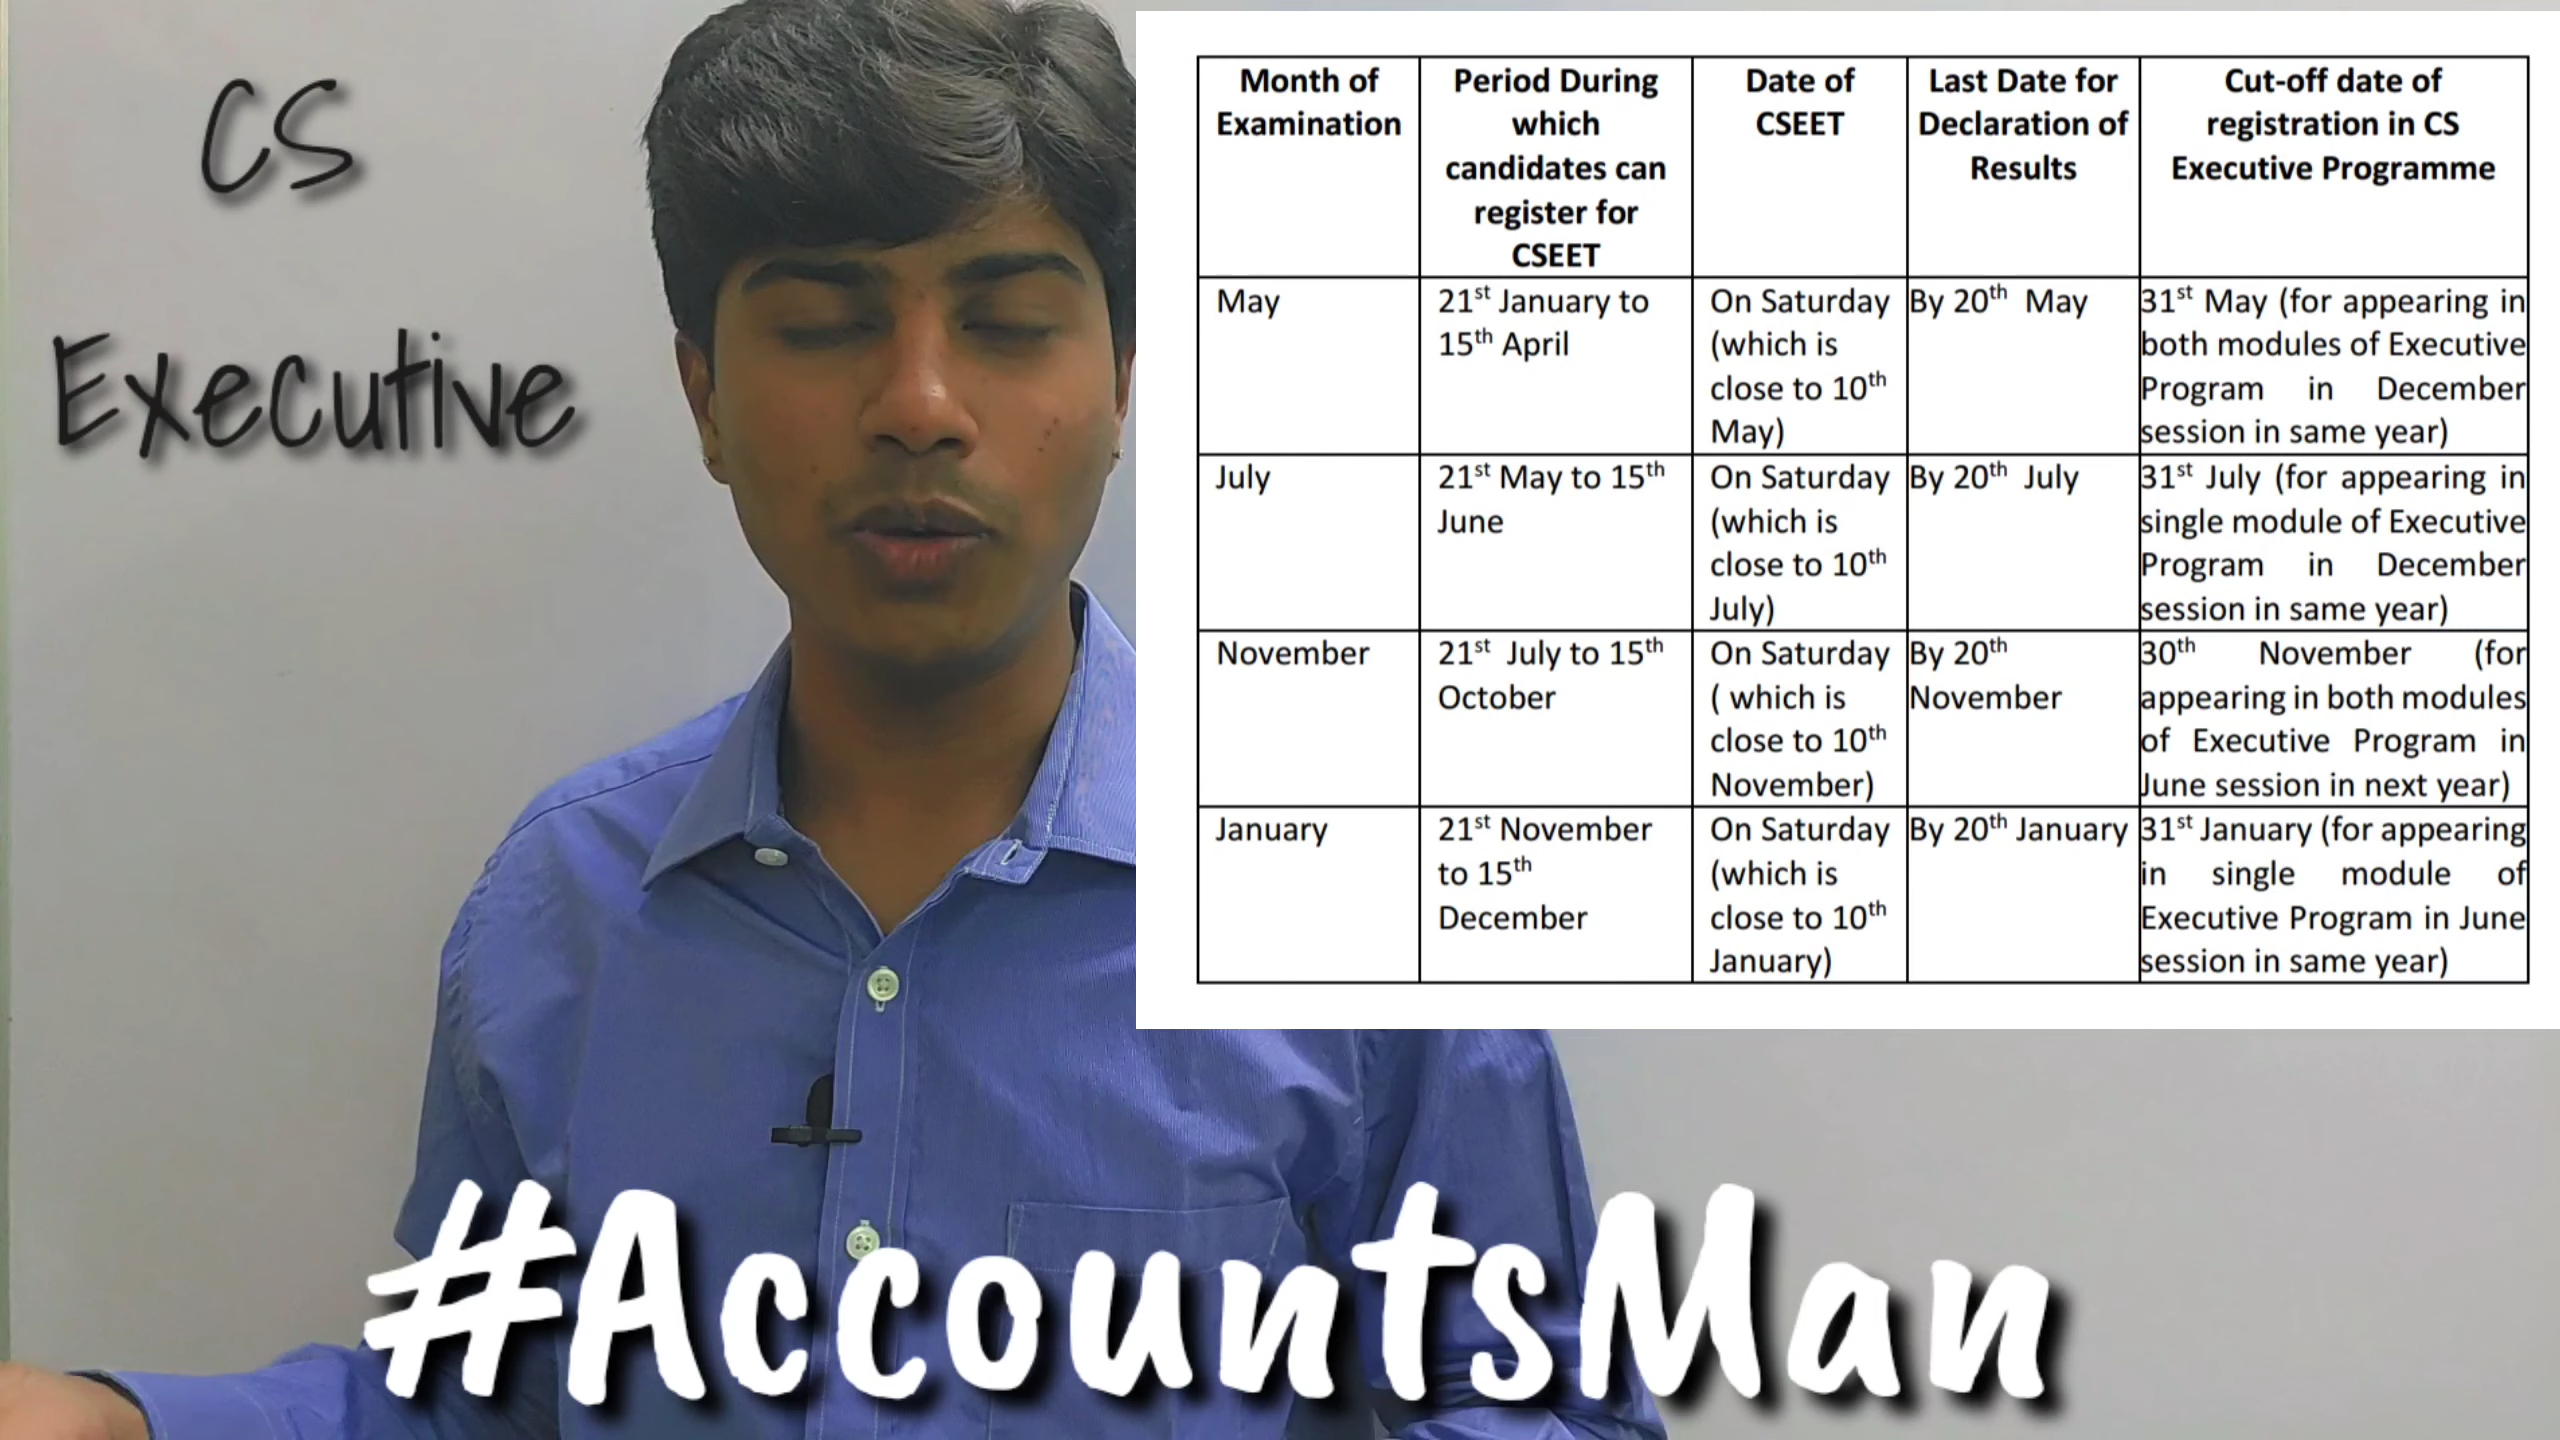 CS
Executive
Month of
Examination
Period During
which
candidates can
register for
CSEET
Date of
CSEET
Last Date for
Declaration of
Results
Cut-off date of
registration in CS
Executive Programme
May
21st January to
15th April
On Saturday
(which is
close to 10th
May)
By 20th May
31st May (for appearing in
both modules of Executive
Program in December
session in same year)
July
21st May to 15th
June
On Saturday
(which is
close to 10th
July)
By 20th July
31st July (for appearing in
single module of Executive
Program in December
session in same year)
November
21st July to 15th
October
On Saturday
( which is
close to 10th
November)
By 20th
November
30th November (for
appearing in both modules
of Executive Program in
June session in next year)
January
21st November
to 15th
December
On Saturday
(which is
close to 10th
January)
By 20th January
31st January (for appearing
in single module of
Executive Program in June
session in same year)
#AccountsMan